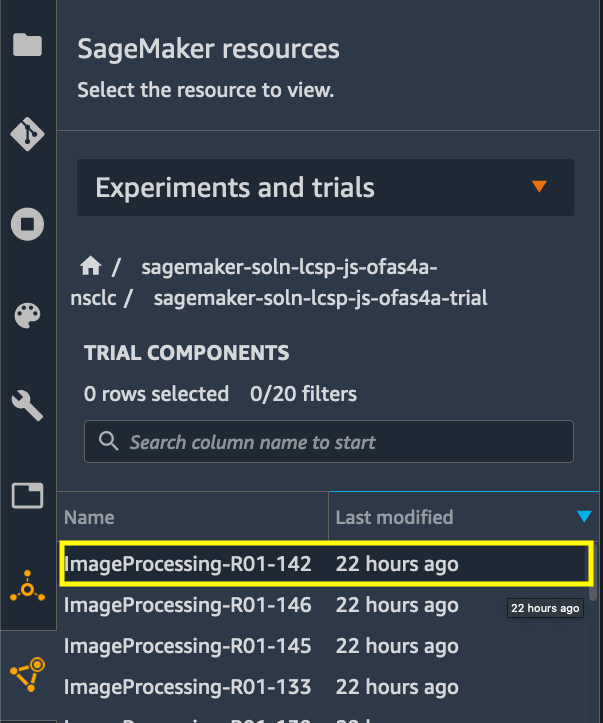 SageMaker resources
Select the resource to view.
Experiments and trials
/ sagemaker-soln-lcsp-js-ofas4a-
nsclc / sagemaker-soln-lcsp-js-ofas4a-trial
TRIAL COMPONENTS
0 rows selected 0/20 filters
Search column name to start
Name Last modified
ImageProcessing-R01-142 22 hours ago
ImageProcessing-R01-146 22 hours ago
22 hours ago
ImageProcessing-R01-145 22 hours ago
ImageProcessing-R01-133 22 hours ago